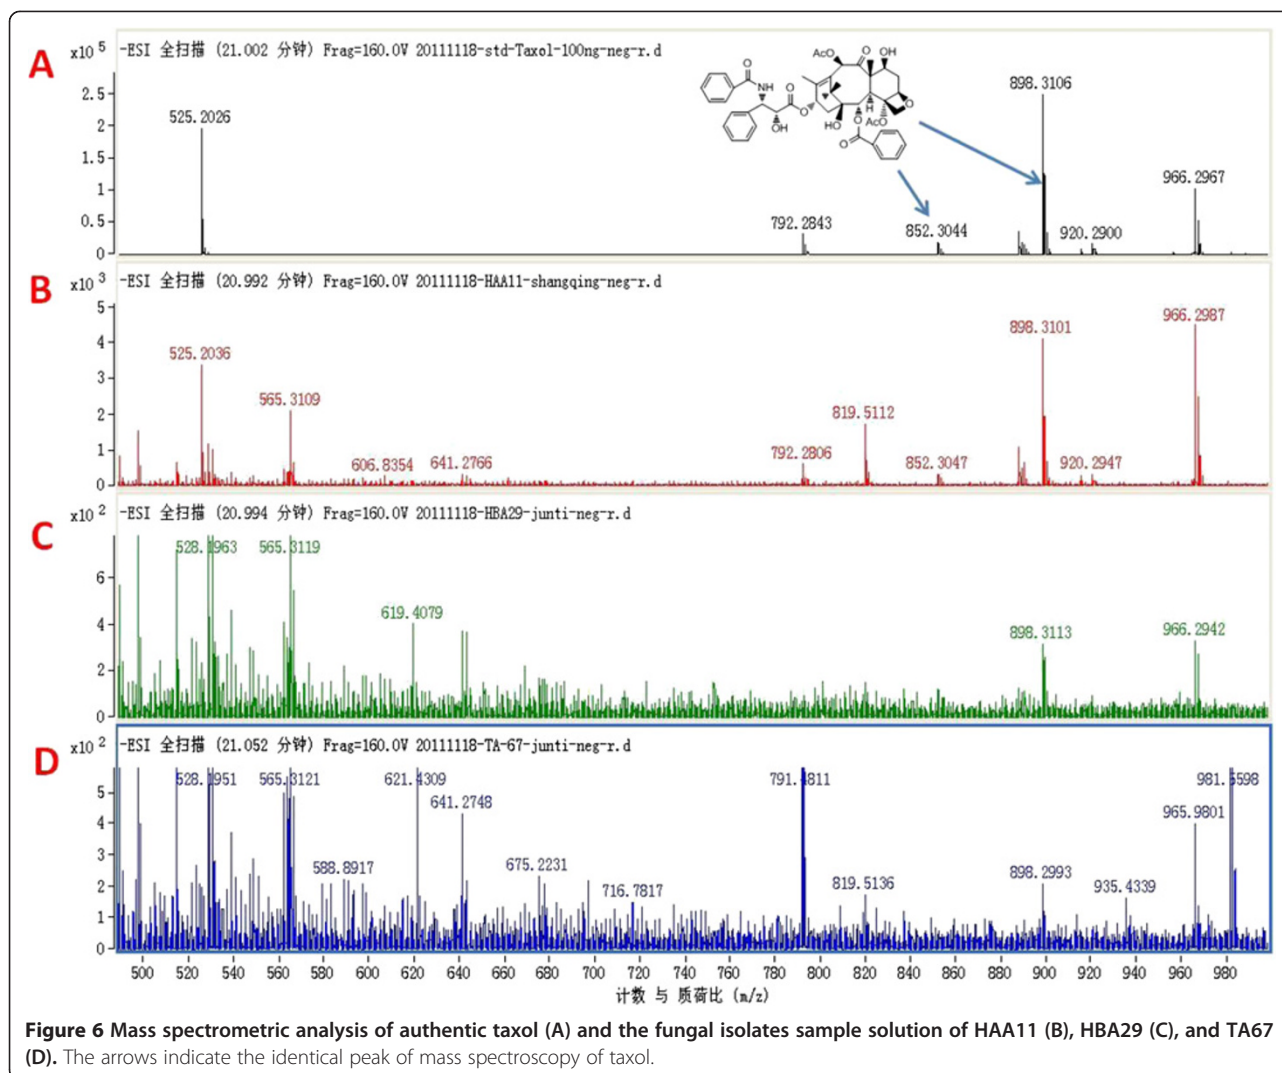 A
x10 5
-ESI 全扫描 (21.002 分钟) Frag=160.0V 20111118-std-Taxol-100ng-neg-r.d
2.5
2
1.5
1
0.5
0
525.2026
792.2843
852.3044
898.3106
920.2900
966.2967
O
NH
O
O
OH
AcO
O
OH
HO
O
O
H
AcO
O
B
x10 3
-ESI 全扫描 (20.992 分钟) Frag=160.0V 20111118-HAA11-shangqing-neg-r.d
5
4
3
2
1
0
525.2036
565.3109
606.8354
641.2766
792.2806
819.5112
852.3047
898.3101
920.2947
966.2987
C
x10 2
-ESI 全扫描 (20.994 分钟) Frag=160.0V 20111118-HBA29-junti-neg-r.d
6
4
2
0
528.1963
565.3119
619.4079
898.3113
966.2942
D
x10 2
-ESI 全扫描 (21.052 分钟) Frag=160.0V 20111118-TA-67-junti-neg-r.d
5
4
3
2
1
0
528.1951
565.3121
588.8917
621.4309
641.2748
675.2231
716.7817
791.4811
819.5136
898.2993
935.4339
965.9801
981.5598
500 520 540 560 580 600 620 640 660 680 700 720 740 760 780 800 820 840 860 880 900 920 940 960 980
计数 与 质荷比 (m/z)
Figure 6 Mass spectrometric analysis of authentic taxol (A) and the fungal isolates sample solution of HAA11 (B), HBA29 (C), and TA67
(D). The arrows indicate the identical peak of mass spectroscopy of taxol.